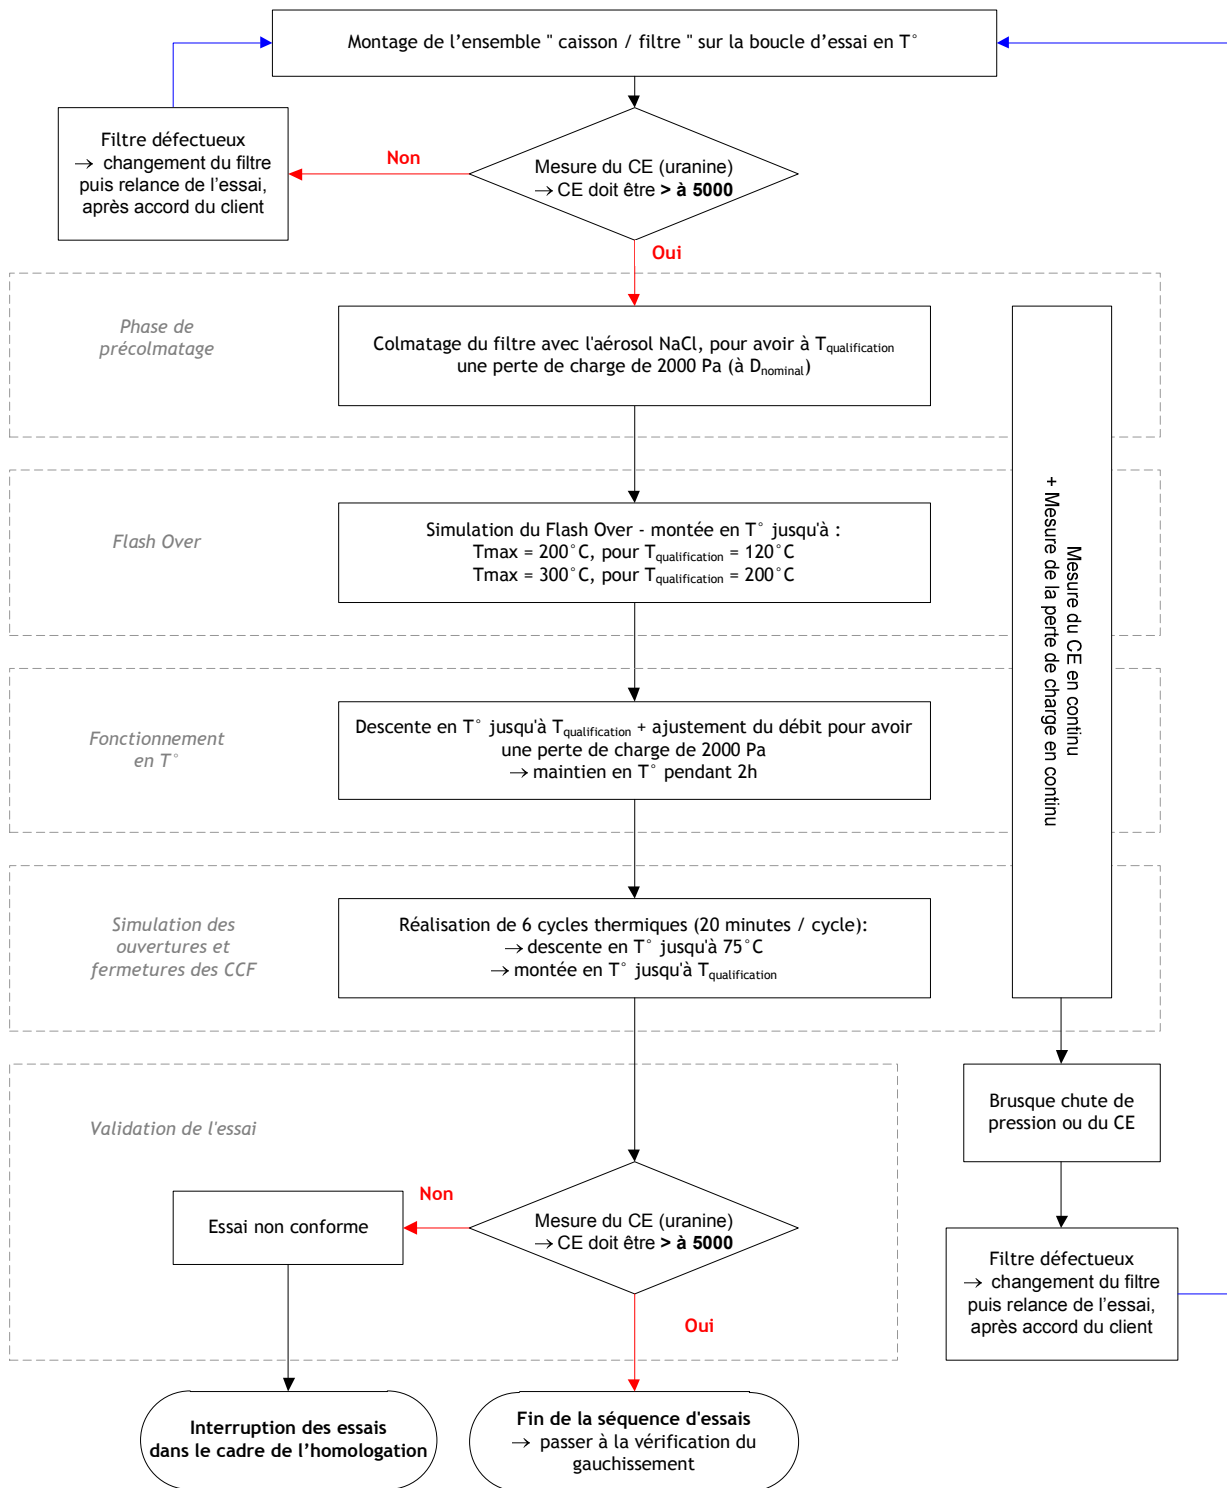 Montage de l’ensemble " caisson / filtre " sur la boucle d’essai en T°
Filtre défectueux
→ changement du filtre
puis relance de l’essai,
après accord du client
Non
Mesure du CE (uranine)
→ CE doit être > à 5000
Oui
Phase de
précolmatage
Colmatage du filtre avec l'aérosol NaCl, pour avoir à Tqualification
une perte de charge de 2000 Pa (à Dnominal)
Flash Over
Simulation du Flash Over - montée en T° jusqu'à :
Tmax = 200°C, pour Tqualification = 120°C
Tmax = 300°C, pour Tqualification = 200°C
Mesure du CE en continu
+ Mesure de la perte de charge en continu
Fonctionnement
en T°
Descente en T° jusqu'à Tqualification + ajustement du débit pour avoir
une perte de charge de 2000 Pa
→ maintien en T° pendant 2h
Simulation des
ouvertures et
fermetures des CCF
Réalisation de 6 cycles thermiques (20 minutes / cycle):
→ descente en T° jusqu'à 75°C
→ montée en T° jusqu'à Tqualification
Brusque chute de
pression ou du CE
Validation de l'essai
Non
Essai non conforme
Mesure du CE (uranine)
→ CE doit être > à 5000
Oui
Filtre défectueux
→ changement du filtre
puis relance de l’essai,
après accord du client
Interruption des essais
dans le cadre de l’homologation
Fin de la séquence d'essais
→ passer à la vérification du
gauchissement